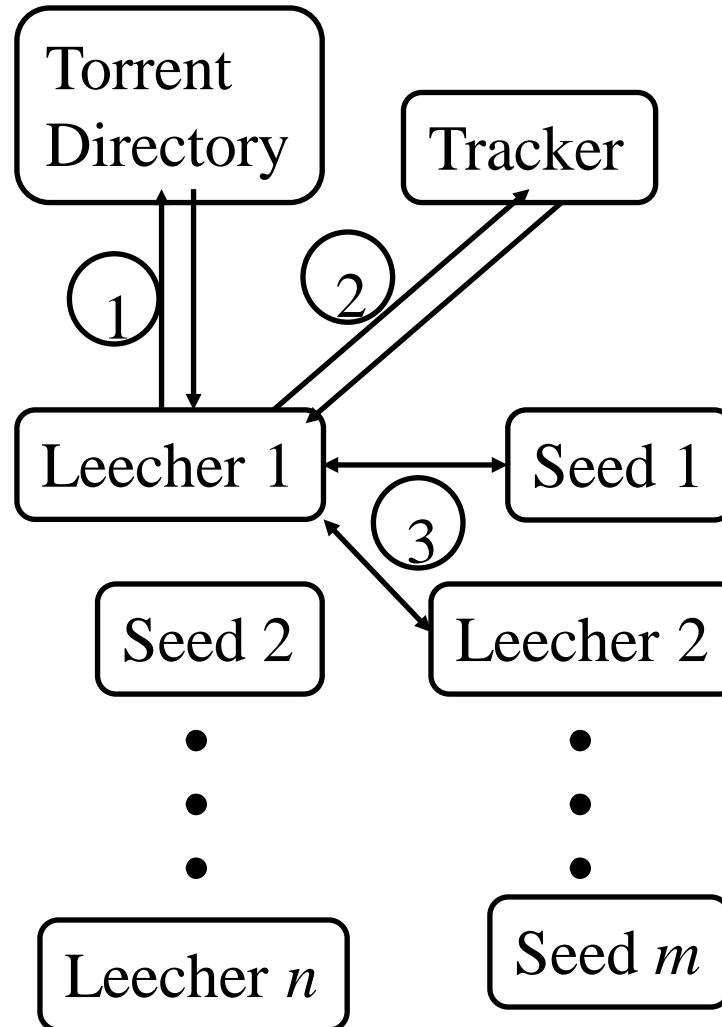 Torrent
Directory
Tracker
1
2
Leecher 1
Seed 1
3
Seed 2
Leecher 2
Leecher n
Seed m